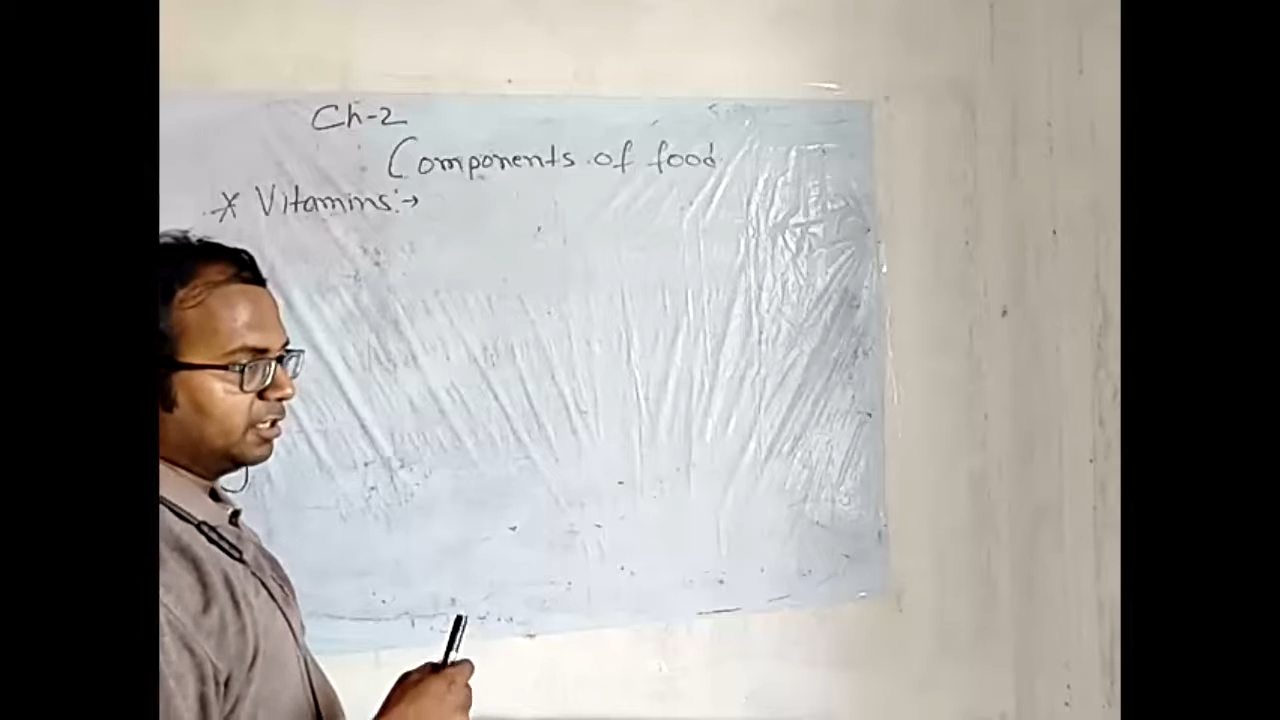 Ch-2
Components of food
* Vitamins:→